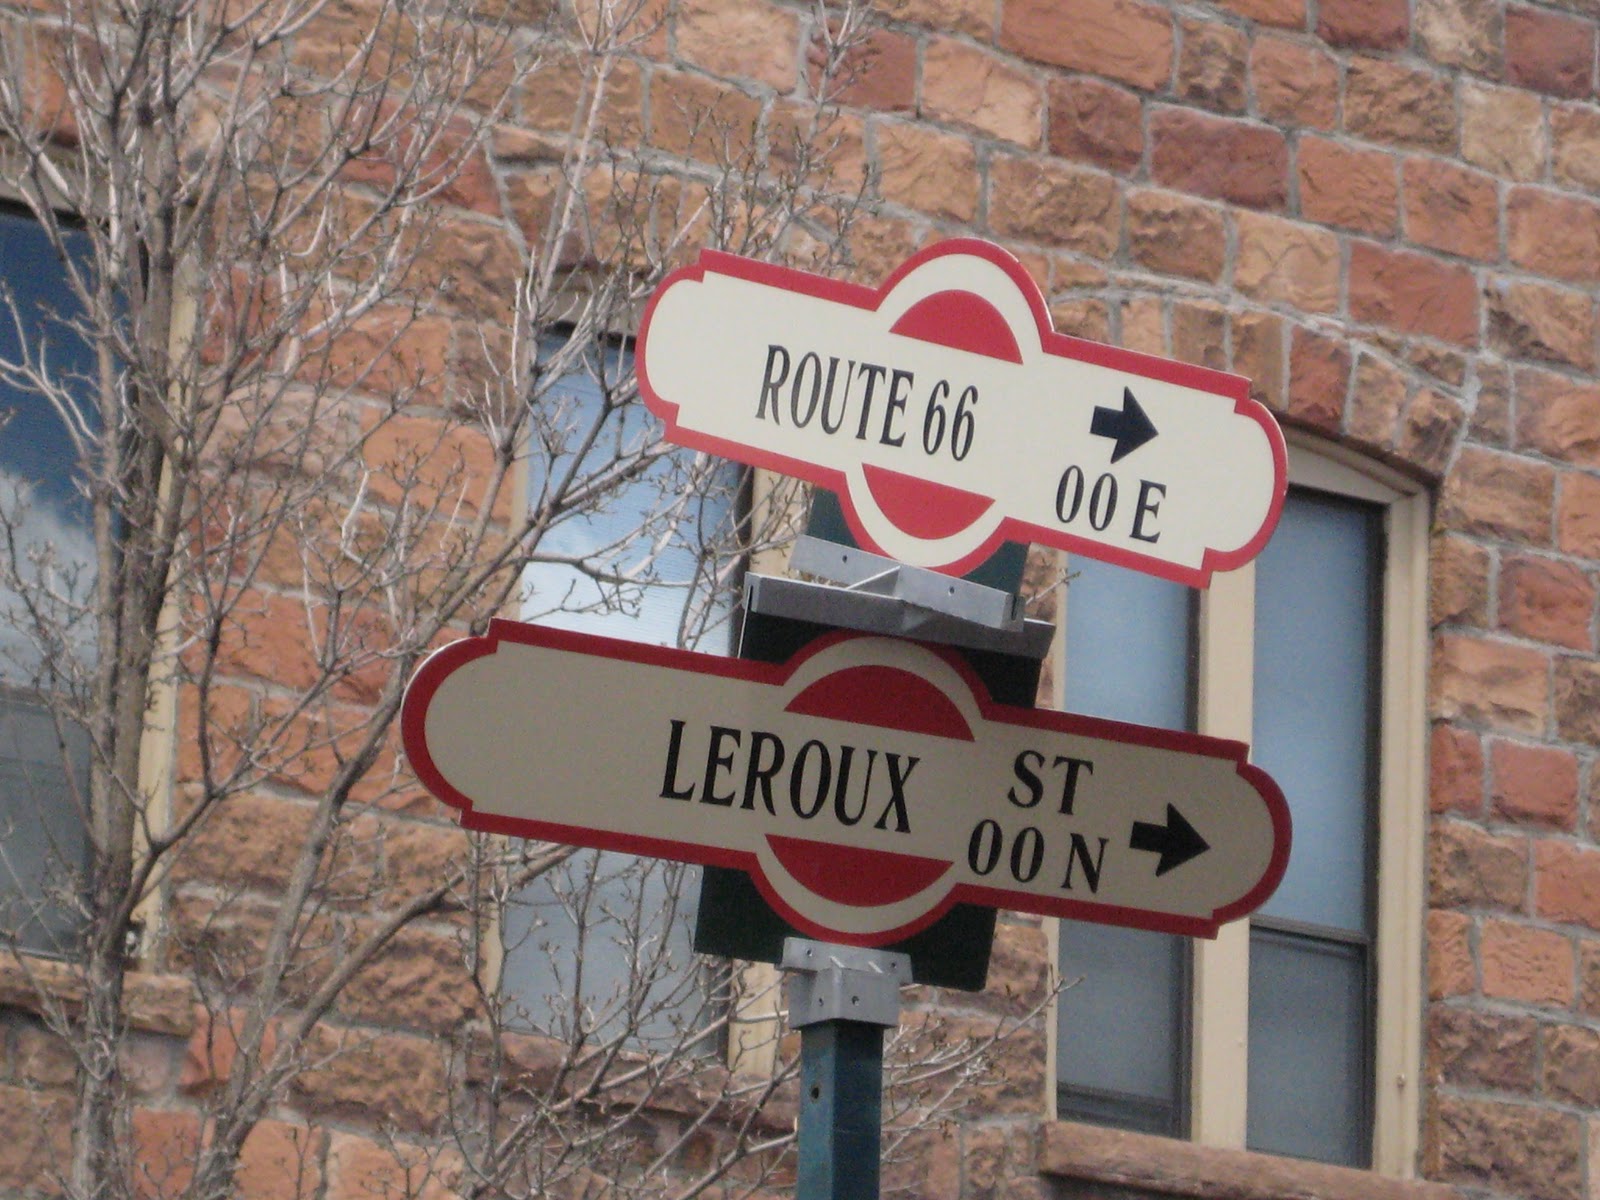 ROUTE 66
00 E
LEROUX ST
00 N